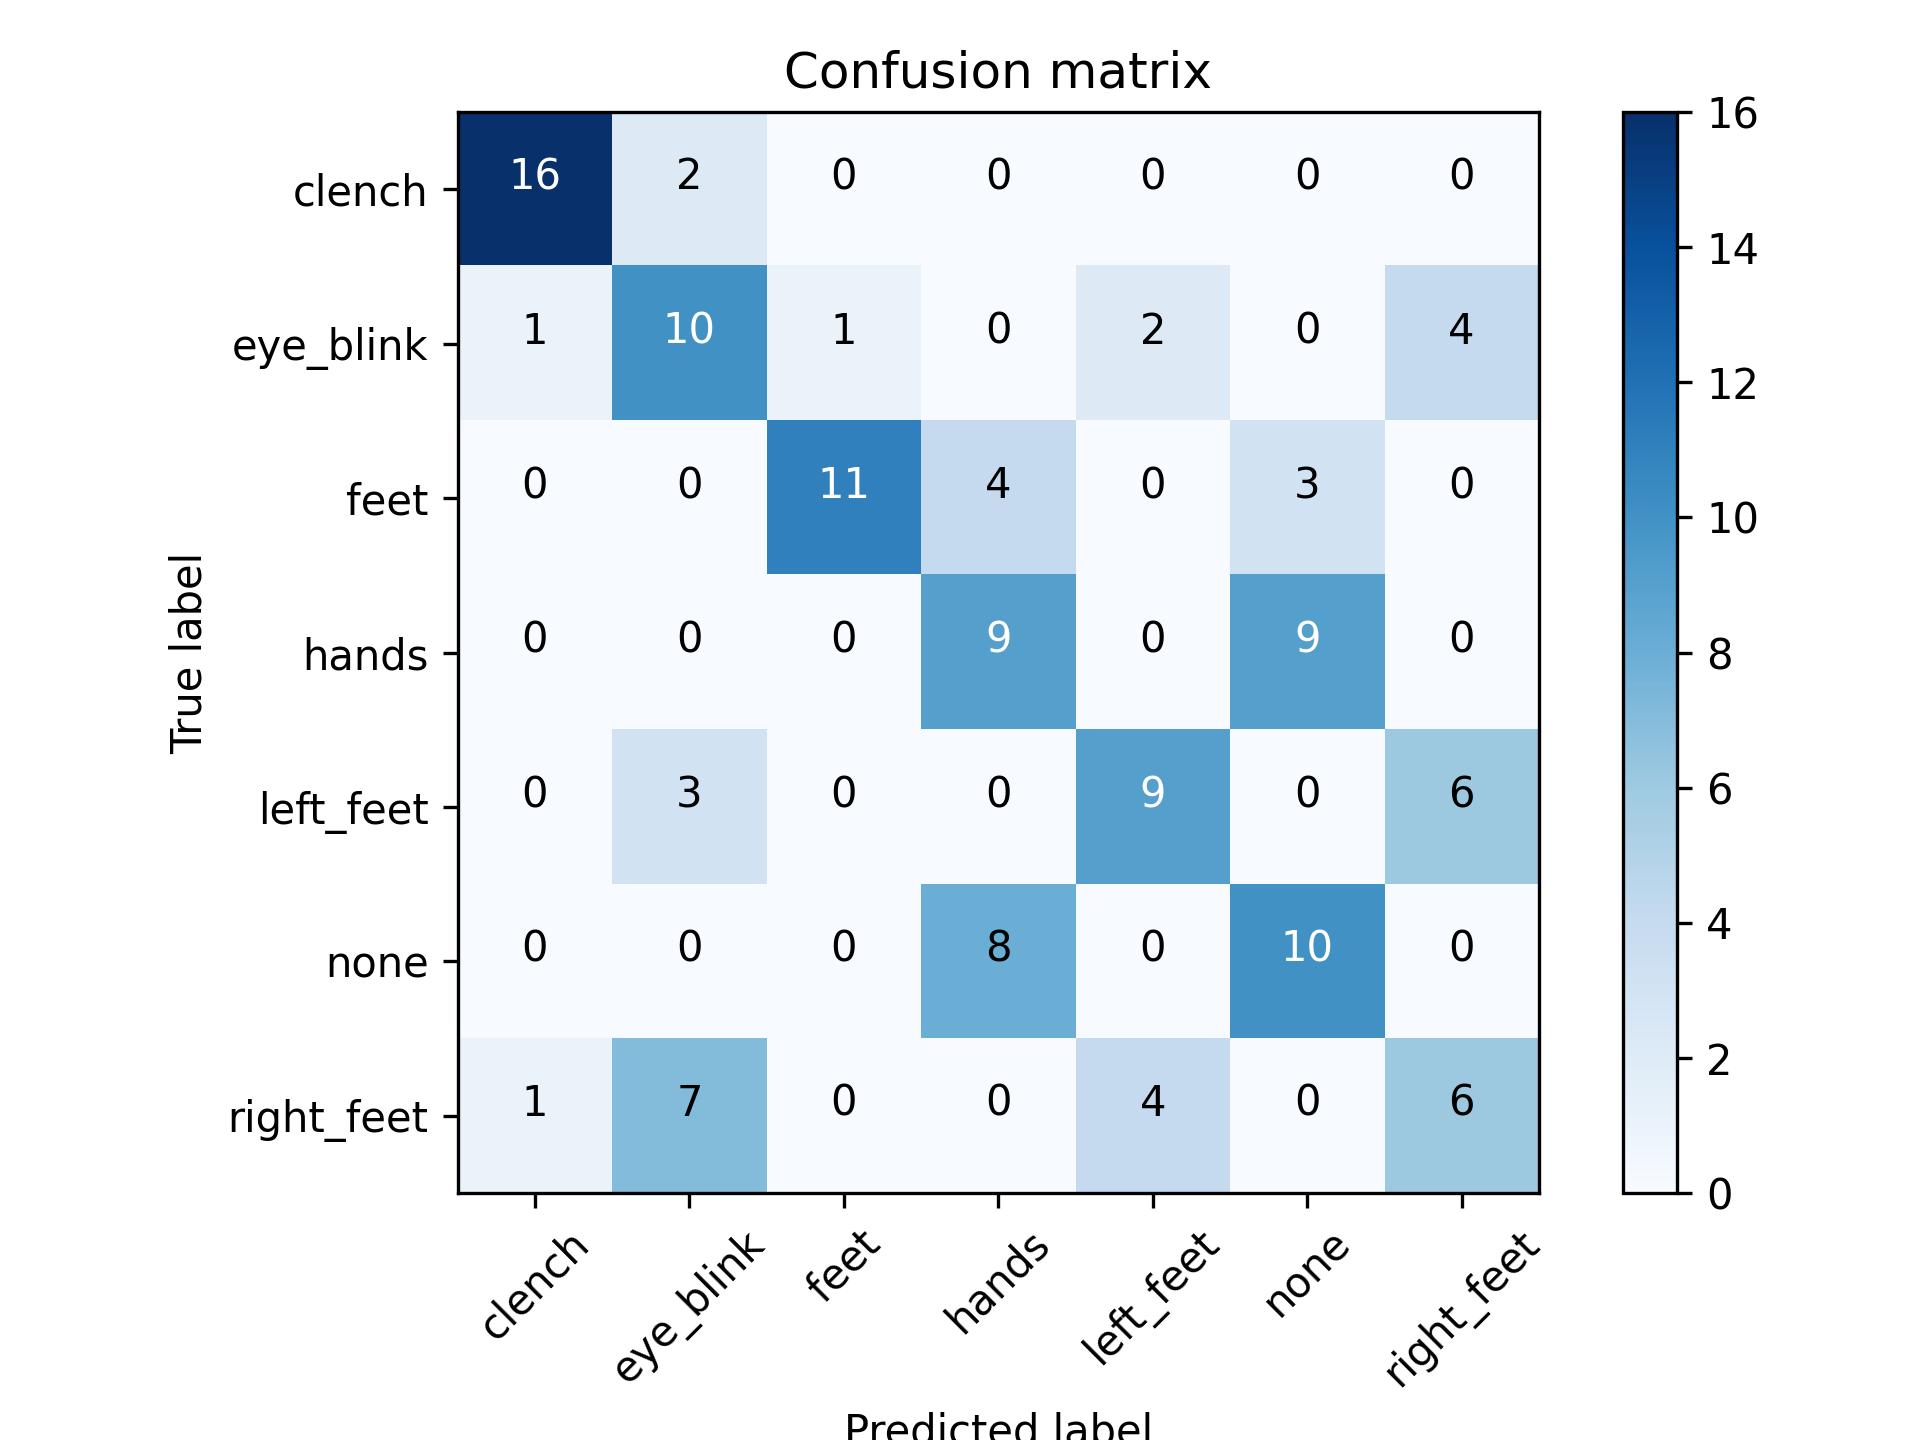 Confusion matrix
clench 16 2 0 0 0 0 0
eye_blink 1 10 1 0 2 0 4
feet 0 0 11 4 0 3 0
hands 0 0 0 9 0 9 0
left_feet 0 3 0 0 9 0 6
none 0 0 0 8 0 10 0
right_feet 1 7 0 0 4 0 6
True label
clench eye_blink feet hands left_feet none right_feet
Predicted label
16
14
12
10
8
6
4
2
0